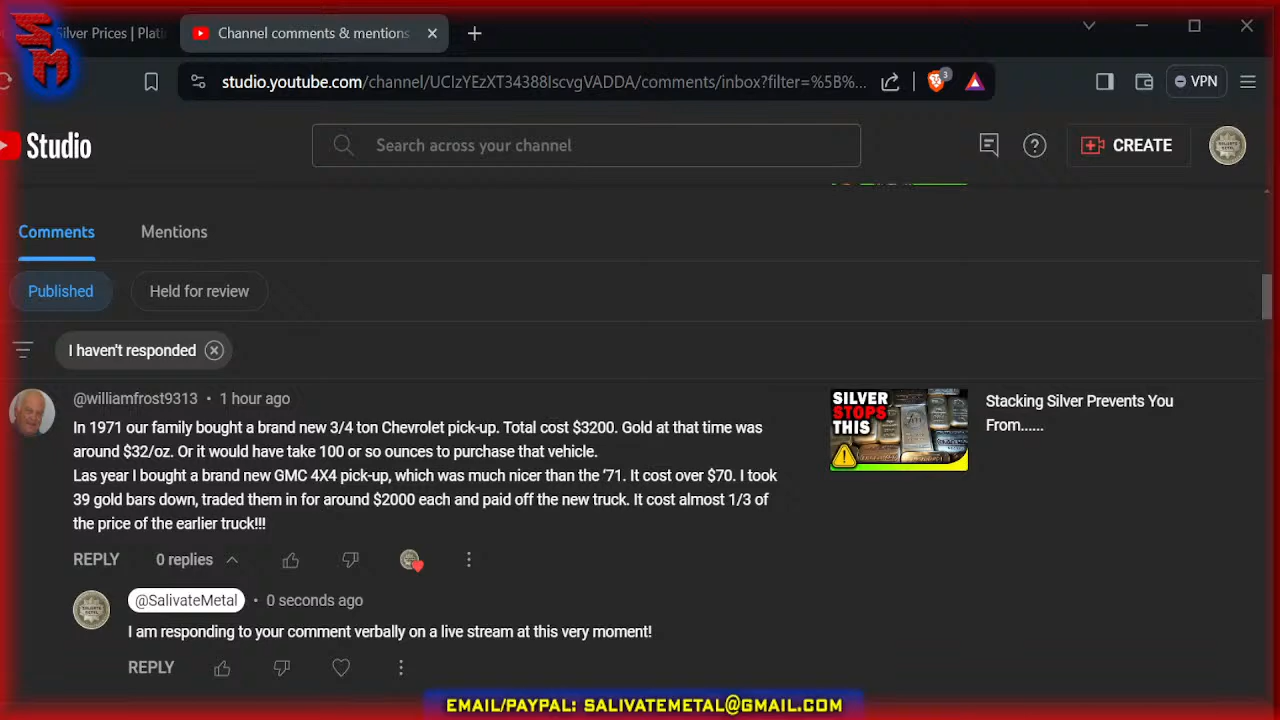 SM
Silver Prices | Plati
Channel comments & mentions
studio.youtube.com/channel/UCIzYEzXT34388IscvgVADDA/comments/inbox?filter=%5B%...
3
VPN
Studio
Search across your channel
CREATE
Comments
Mentions
Published
Held for review
I haven't responded
@williamfrost9313 • 1 hour ago
In 1971 our family bought a brand new 3/4 ton Chevrolet pick-up. Total cost $3200. Gold at that time was
around $32/oz. Or it would have take 100 or so ounces to purchase that vehicle.
Las year I bought a brand new GMC 4X4 pick-up, which was much nicer than the '71. It cost over $70. I took
39 gold bars down, traded them in for around $2000 each and paid off the new truck. It cost almost 1/3 of
the price of the earlier truck!!!
SILVER
STOPS
THIS
Stacking Silver Prevents You
From......
REPLY
0 replies
@SalivateMetal • 0 seconds ago
I am responding to your comment verbally on a live stream at this very moment!
REPLY
EMAIL/PAYPAL: SALIVATEMETAL@GMAIL.COM